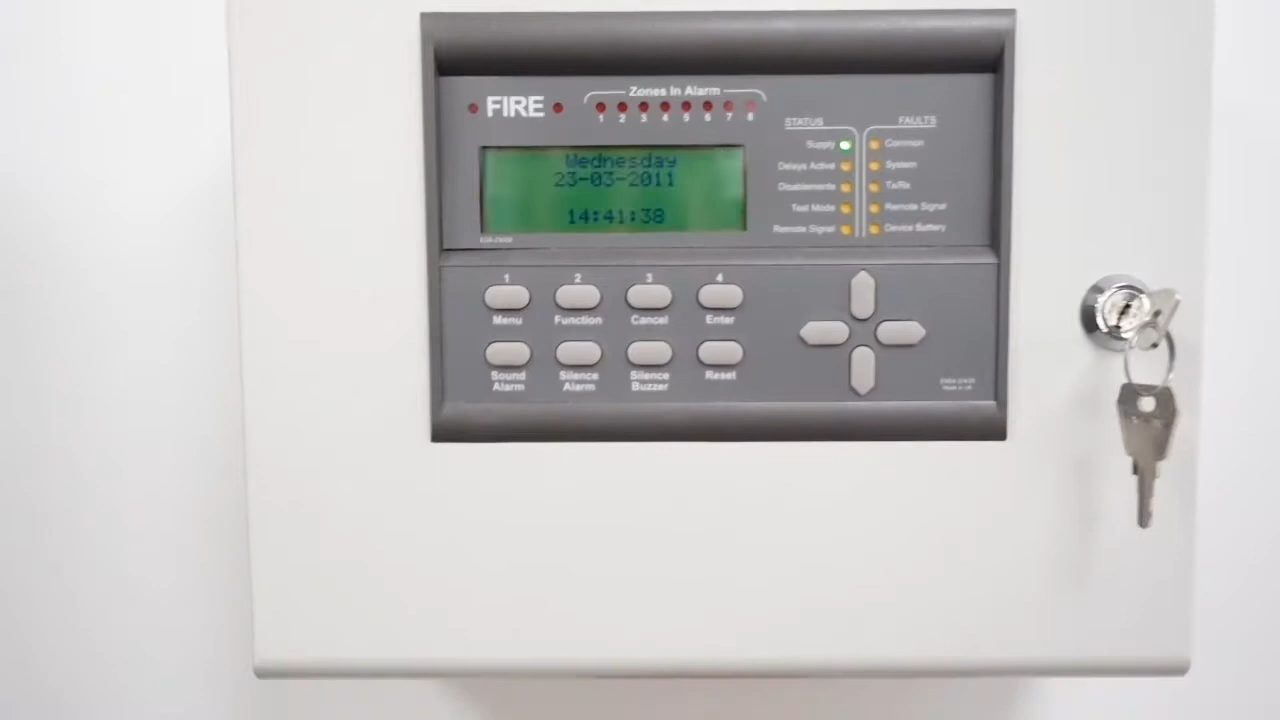 Zones In Alarm
FIRE
1 2 3 4 5 6 7 8
STATUS
FAULTS
Supply
Common
Delays Active
System
Disablements
Tx/Rx
Test Mode
Remote Signal
Remote Signal
Device Battery
Wednesday
23-03-2011
14:41:38
1 2 3 4
Menu Function Cancel Enter
Sound Alarm
Silence Alarm
Silence Buzzer
Reset